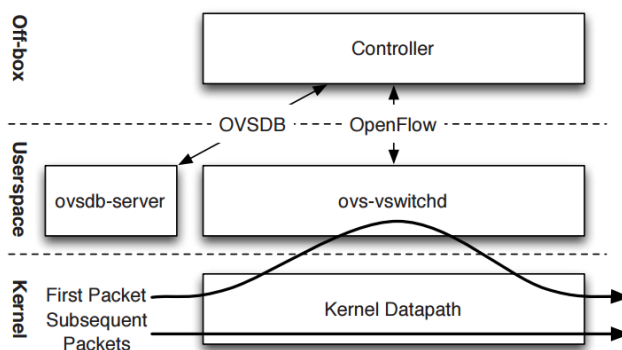 Off-box
Controller
OVSDB
OpenFlow
Userspace
ovsdb-server
ovs-vswitchd
Kernel
First Packet
Subsequent
Packets
Kernel Datapath